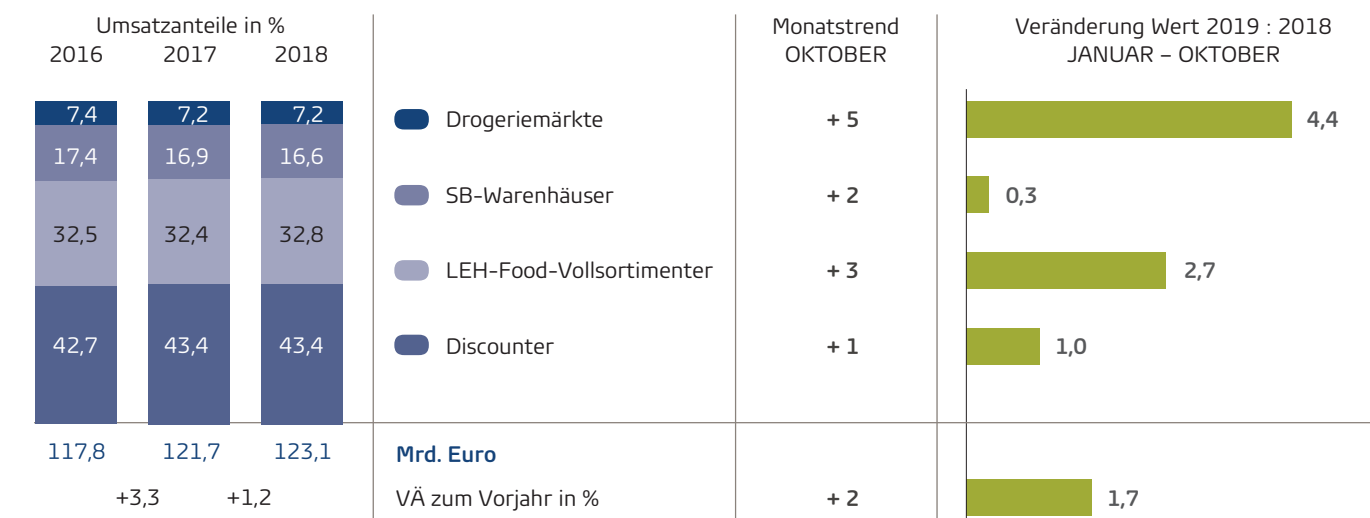 Umsatzanteile in %
2016 2017 2018
Monatstrend
OKTOBER
Veränderung Wert 2019 : 2018
JANUAR – OKTOBER
7,4 7,2 7,2 Drogeriemärkte + 5 4,4
17,4 16,9 16,6 SB-Warenhäuser + 2 0,3
32,5 32,4 32,8 LEH-Food-Vollsortimenter + 3 2,7
42,7 43,4 43,4 Discounter + 1 1,0
117,8 121,7 123,1 Mrd. Euro
+3,3 +1,2 VÄ zum Vorjahr in % + 2 1,7